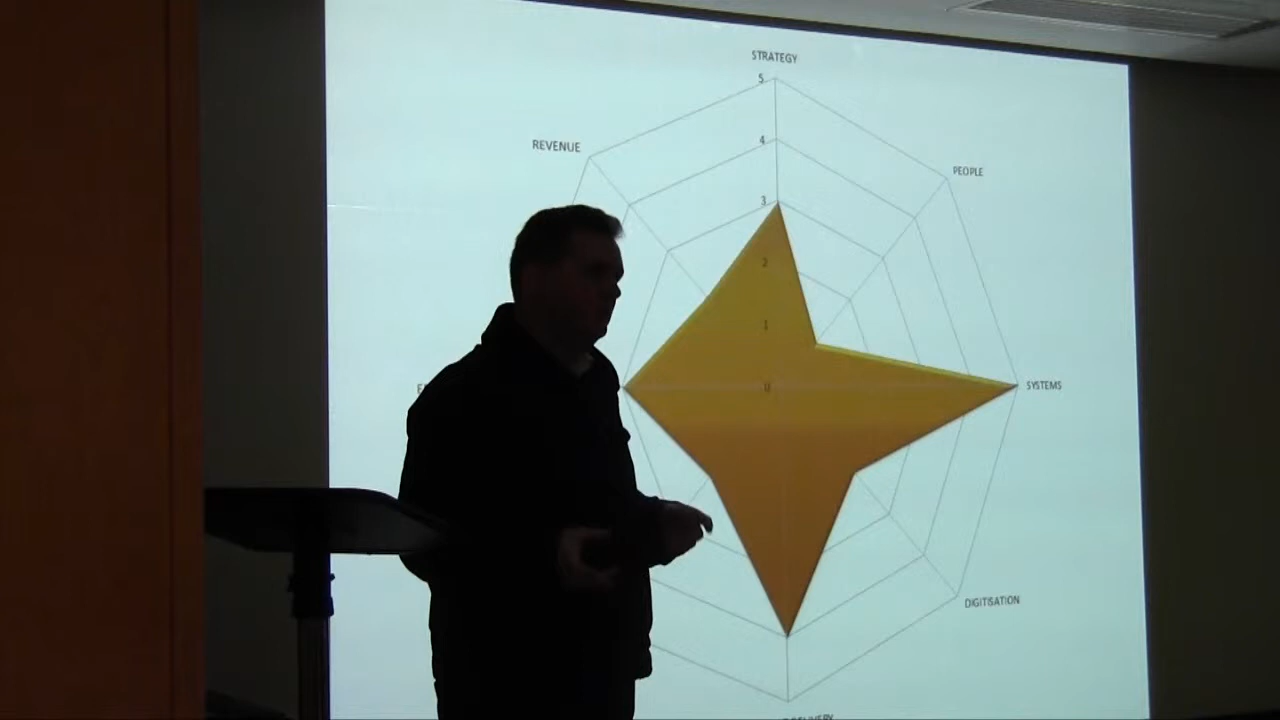 STRATEGY
5
REVENUE
4
PEOPLE
3
2
1
0
SYSTEMS
DIGITISATION